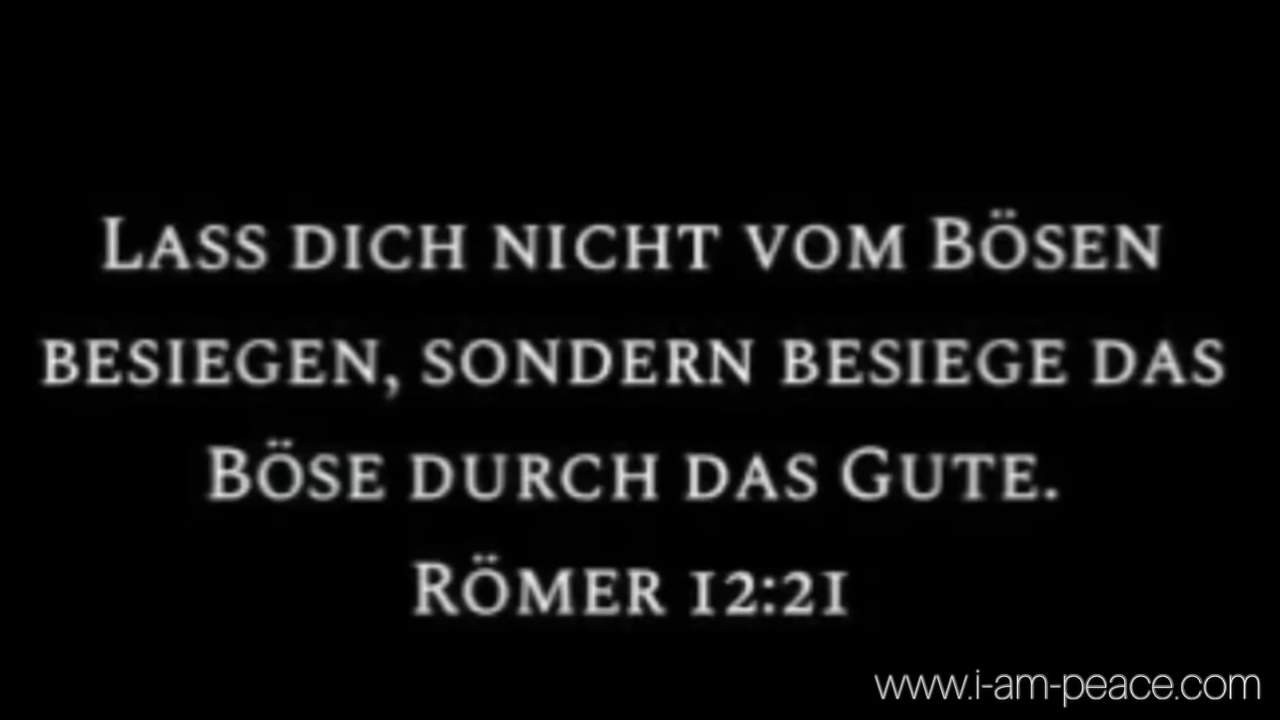 Lass dich nicht vom Bösen
besiegen, sondern besiege das
Böse durch das Gute.
Römer 12:21
www.i-am-peace.com